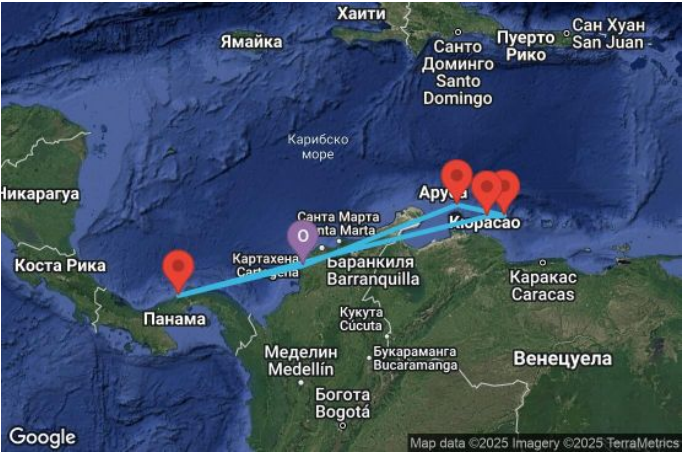 Хаити
Ямайка
Сан Хуан
San Juan
Пуерто
Рико
Санто
Доминго
Santo
Domingo
Карибско
море
Никарагуа
Аруба
Кюрасао
Санта Марта
Santa Marta
Картахена
Cartagena
Баранкиля
Barranquilla
Коста Рика
Панама
Каракас
Caracas
Кукута
Cúcuta
Меделин
Medellín
Букараманга
Bucaramanga
Венецуела
Богота
Bogotá
O
Google
Map data ©2025 Imagery ©2025 TerraMetrics